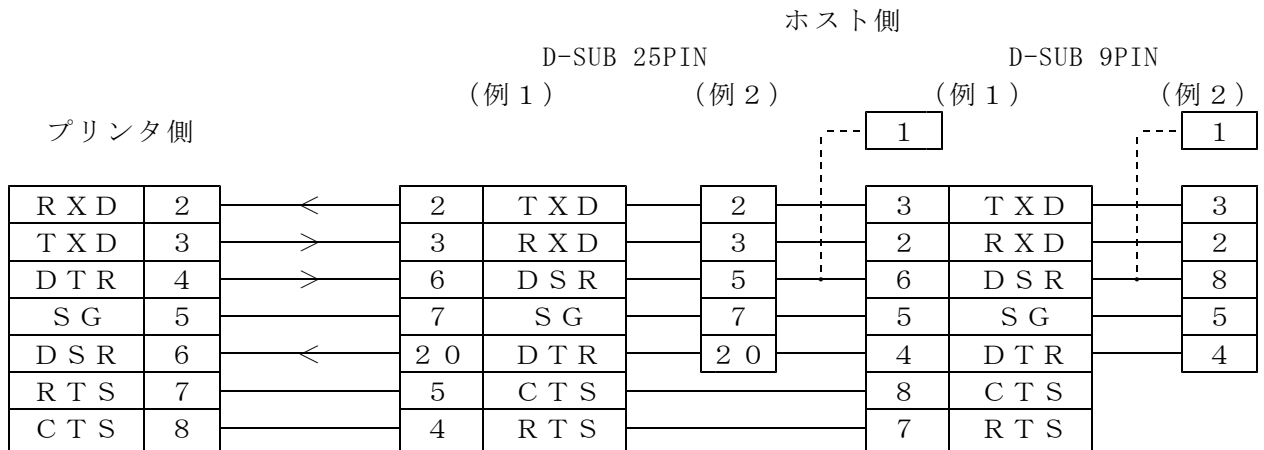 ホスト側
D-SUB 25PIN D-SUB 9PIN
(例１) (例２) (例１) (例２)
プリンタ側 1 1
ＲＸＤ 2 2 ＴＸＤ 2 3 ＴＸＤ 3
ＴＸＤ 3 3 ＲＸＤ 3 2 ＲＸＤ 2
ＤＴＲ 4 6 ＤＳＲ 5 6 ＤＳＲ 8
ＳＧ 5 7 ＳＧ 7 5 ＳＧ 5
ＤＳＲ 6 20 ＤＴＲ 20 4 ＤＴＲ 4
ＲＴＳ 7 5 ＣＴＳ 8 ＣＴＳ
ＣＴＳ 8 4 ＲＴＳ 7 ＲＴＳ